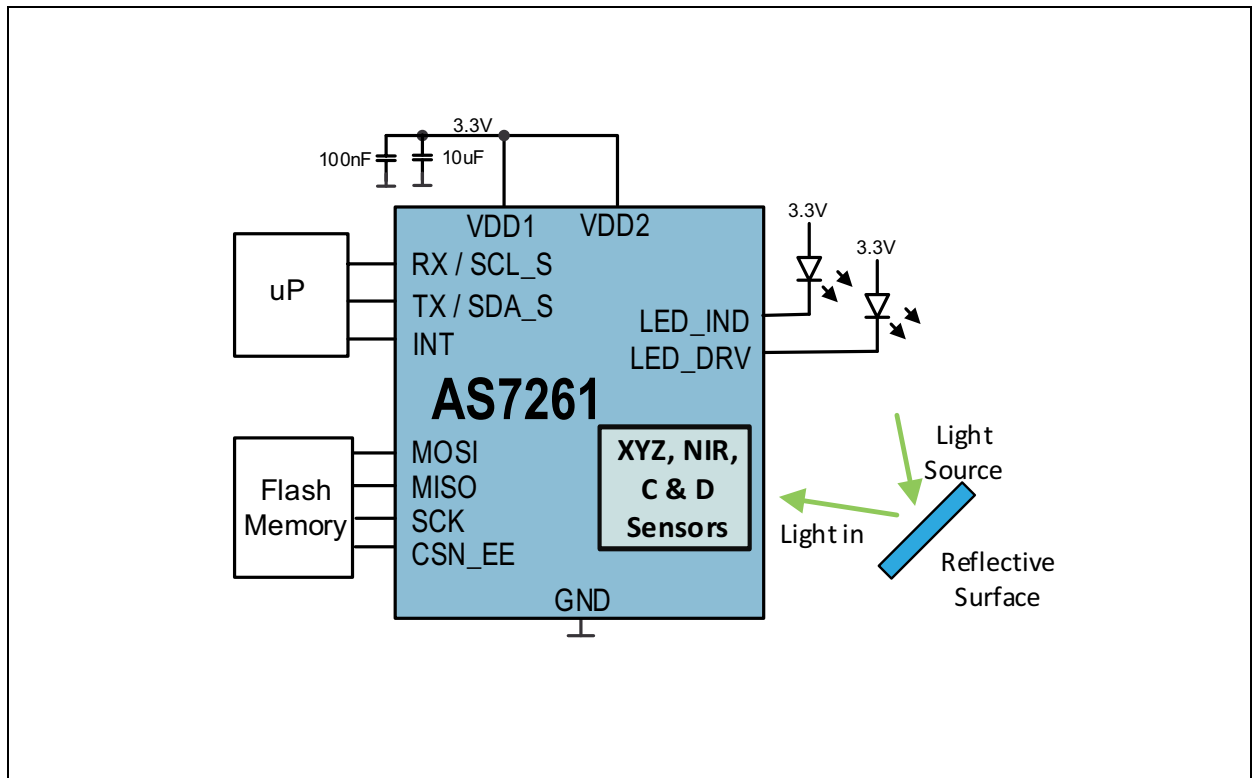 3.3V
100nF
10uF
VDD1
VDD2
3.3V
3.3V
uP
RX / SCL_S
TX / SDA_S
INT
LED_IND
LED_DRV
AS7261
Flash
Memory
MOSI
MISO
SCK
CSN_EE
XYZ, NIR,
C & D
Sensors
Light
Source
Light in
Reflective
Surface
GND